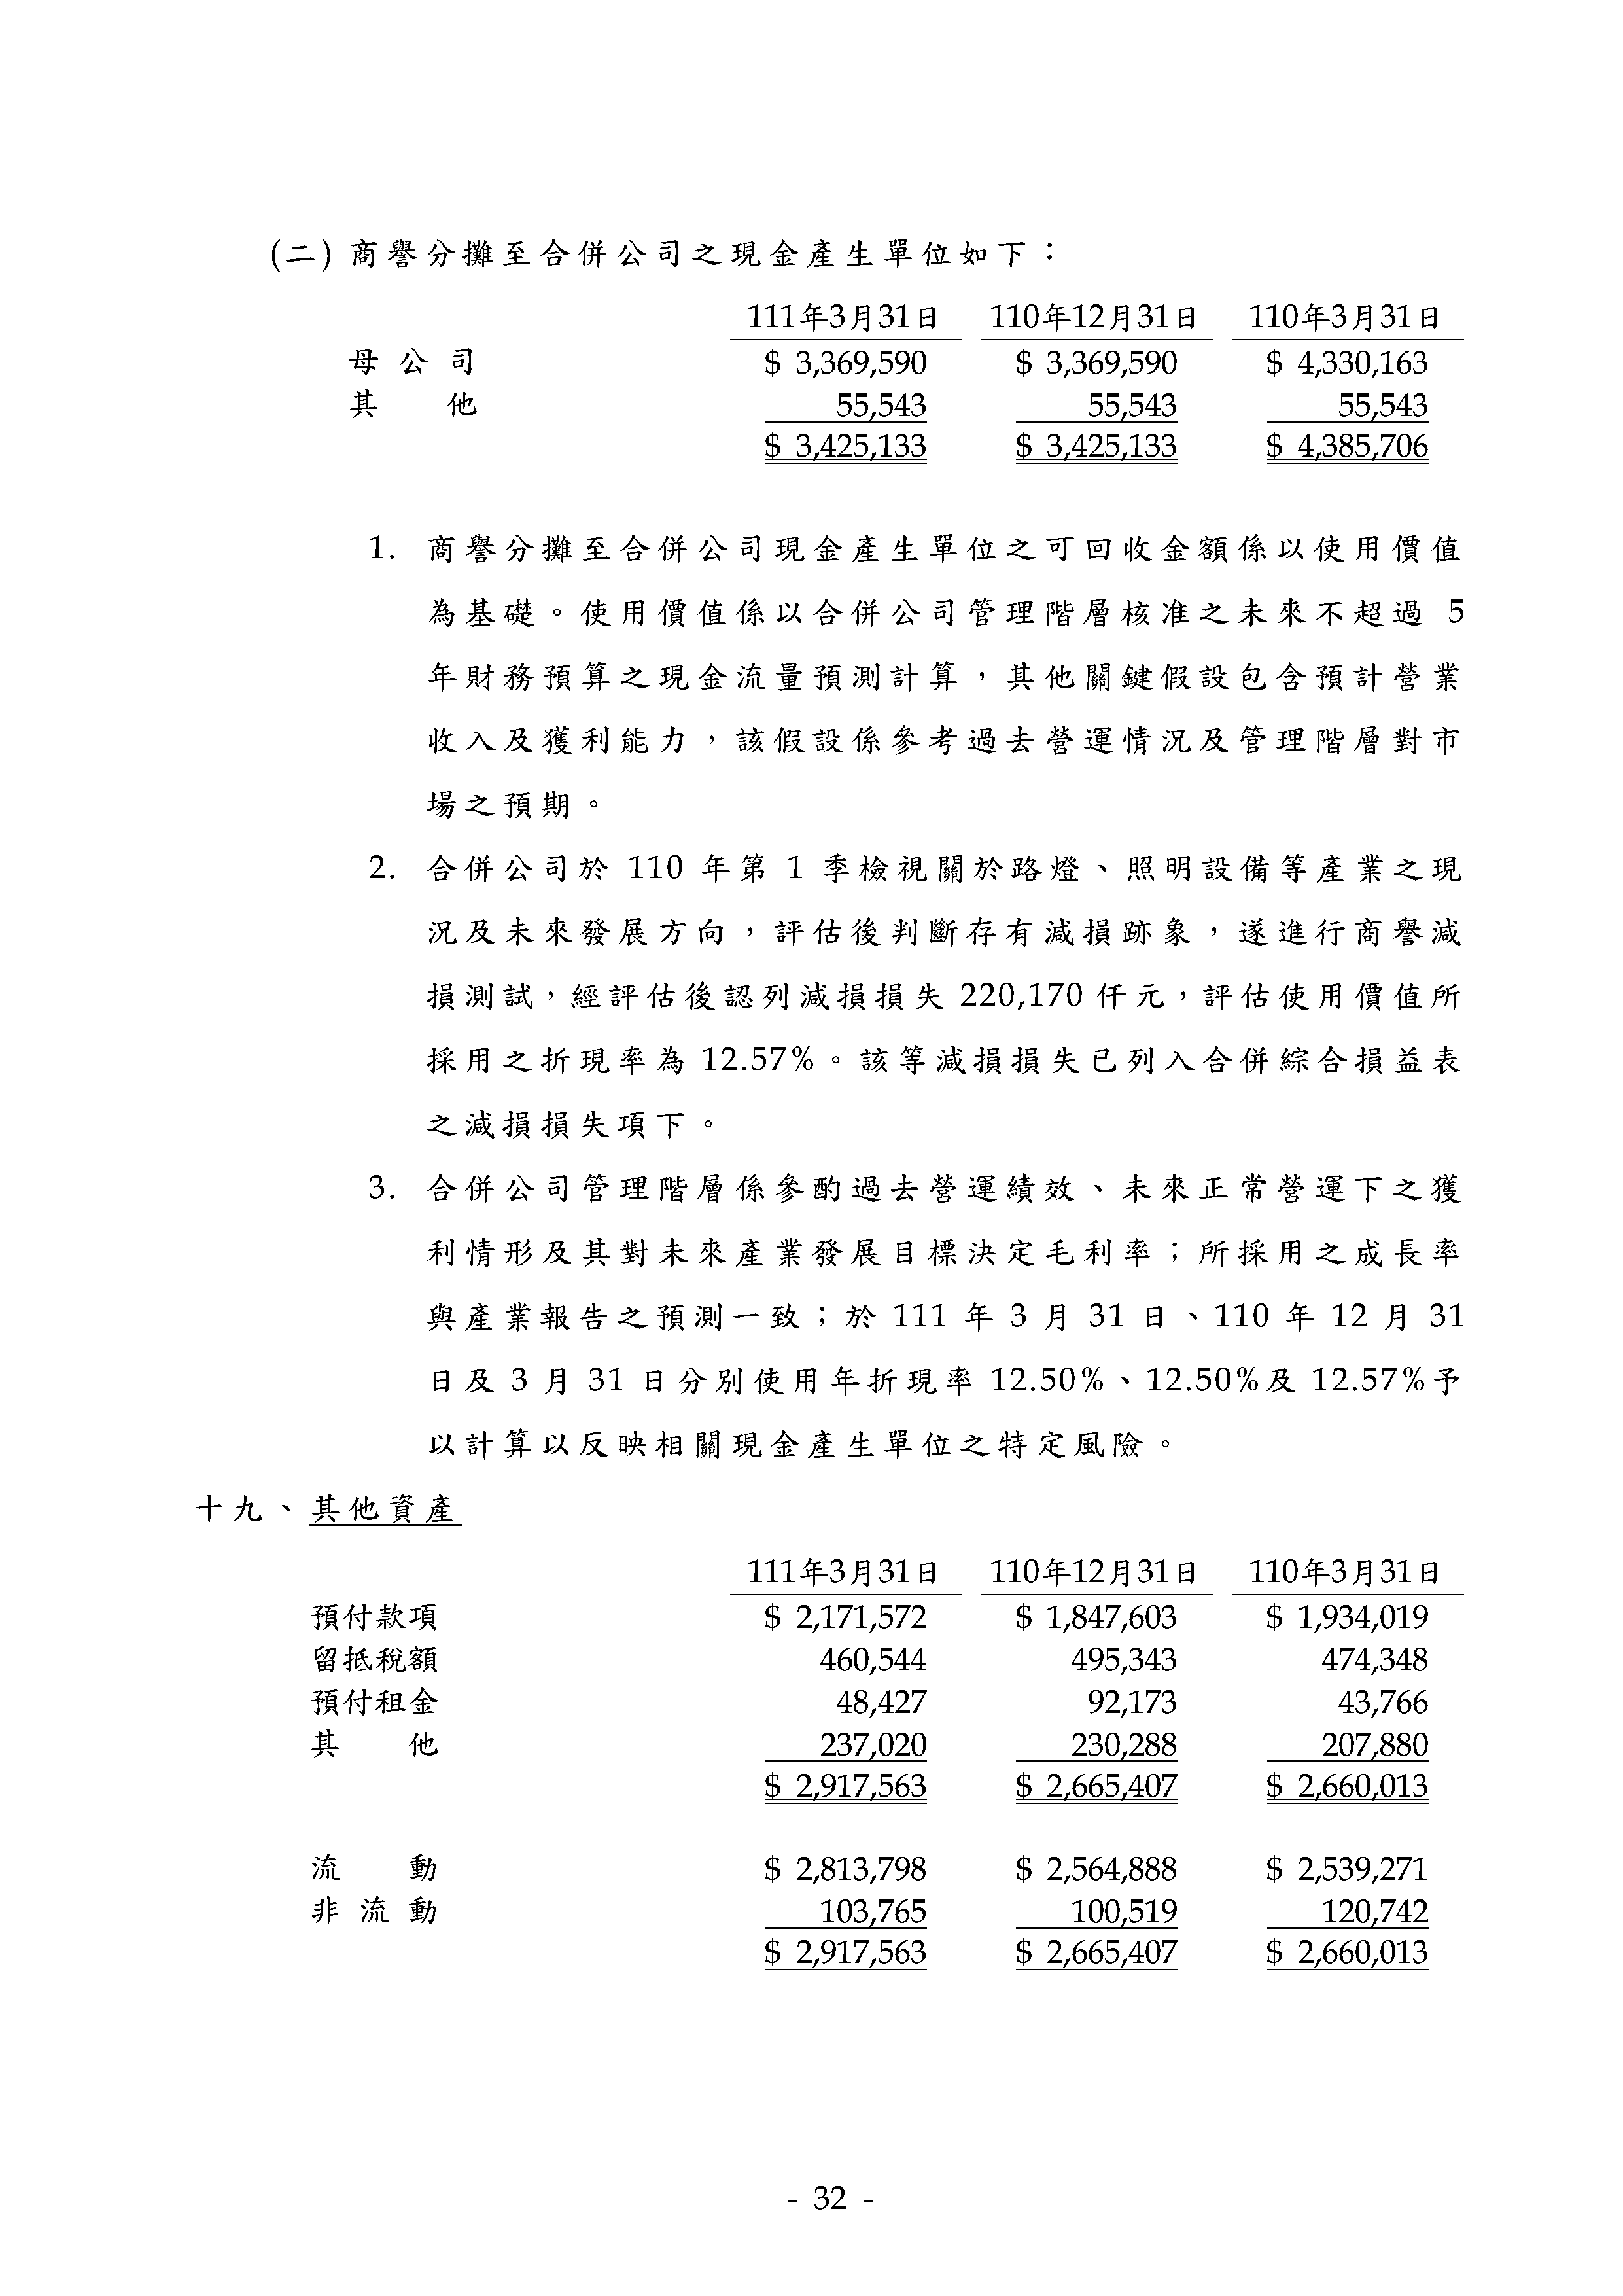 (二) 商譽分攤至合併公司之現金產生單位如下：
111年3月31日 110年12月31日 110年3月31日
母公司 $ 3,369,590 $ 3,369,590 $ 4,330,163
其他 55,543 55,543 55,543
$ 3,425,133 $ 3,425,133 $ 4,385,706
1. 商譽分攤至合併公司現金產生單位之可回收金額係以使用價值
為基礎。使用價值係以合併公司管理階層核准之未來不超過 5
年財務預算之現金流量預測計算，其他關鍵假設包含預計營業
收入及獲利能力，該假設係參考過去營運情況及管理階層對市
場之預期。
2. 合併公司於 110 年第 1 季檢視關於路燈、照明設備等產業之現
況及未來發展方向，評估後判斷存有減損跡象，遂進行商譽減
損測試，經評估後認列減損損失 220,170 仟元，評估使用價值所
採用之折現率為 12.57%。該等減損損失已列入合併綜合損益表
之減損損失項下。
3. 合併公司管理階層係參酌過去營運績效、未來正常營運下之獲
利情形及其對未來產業發展目標決定毛利率；所採用之成長率
與產業報告之預測一致；於 111 年 3 月 31 日、110 年 12 月 31
日及 3 月 31 日分別使用年折現率 12.50%、12.50%及 12.57%予
以計算以反映相關現金產生單位之特定風險。
十九、其他資產
111年3月31日 110年12月31日 110年3月31日
預付款項 $ 2,171,572 $ 1,847,603 $ 1,934,019
留抵稅額 460,544 495,343 474,348
預付租金 48,427 92,173 43,766
其他 237,020 230,288 207,880
$ 2,917,563 $ 2,665,407 $ 2,660,013
流動 $ 2,813,798 $ 2,564,888 $ 2,539,271
非流動 103,765 100,519 120,742
$ 2,917,563 $ 2,665,407 $ 2,660,013
- 32 -